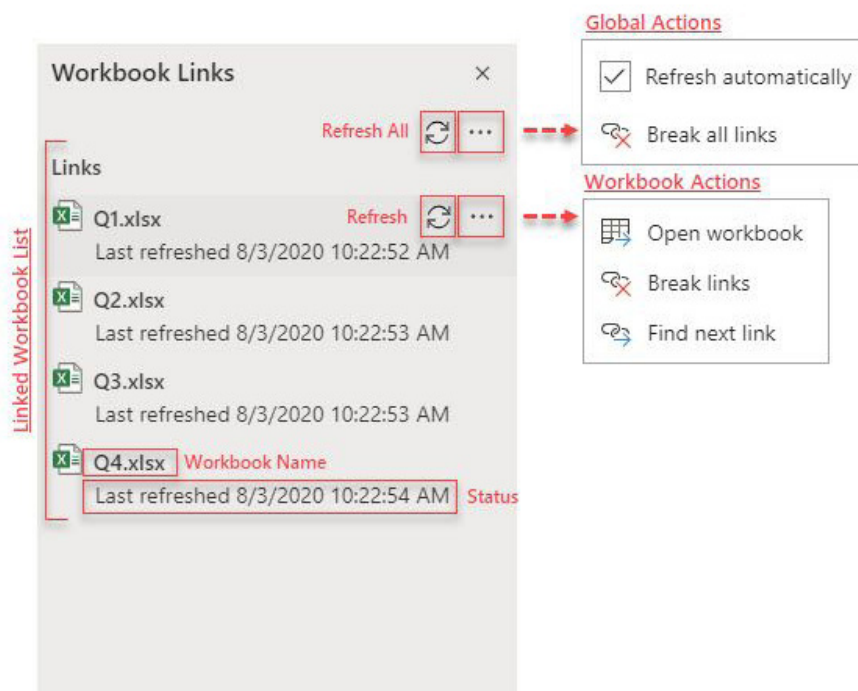 Global Actions
Workbook Links
Refresh automatically
Refresh All
Break all links
Links
Workbook Actions
Q1.xlsx
Refresh
Last refreshed 8/3/2020 10:22:52 AM
Open workbook
Break links
Find next link
Q2.xlsx
Last refreshed 8/3/2020 10:22:53 AM
Q3.xlsx
Last refreshed 8/3/2020 10:22:53 AM
Linked Workbook List
Q4.xlsx
Workbook Name
Last refreshed 8/3/2020 10:22:54 AM
Status